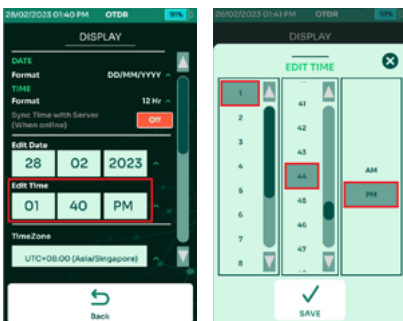 28/02/2023 01:40 PM OTDR 91%
DISPLAY
DATE
Format DD/MM/YYYY
TIME
Format 12 Hr
Sync Time with Server
(When online)
Off
Edit Date
28 02 2023
Edit Time
01 40 PM
TimeZone
UTC+08:00 (Asia/Singapore)
Back
28/02/2023 01:41 PM OTDR 91%
DISPLAY
EDIT TIME
1
2
3
4
5
6
7
8
41
42
43
44
45
46
47
AM
PM
SAVE